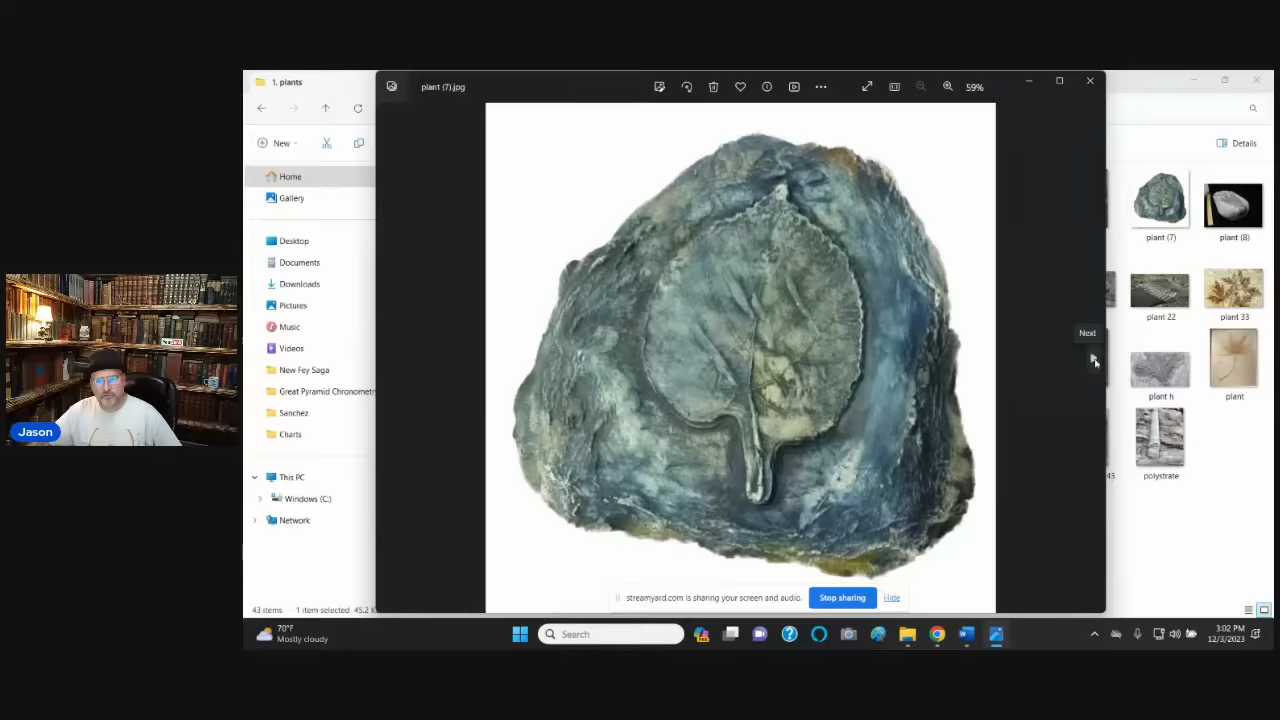 1. plants
plant (7).jpg
59%
New
Details
Home
Gallery
Desktop
Documents
Downloads
Pictures
Music
Videos
New Fey Saga
Great Pyramid Chronometr
Sanchez
Charts
This PC
Windows (C:)
Network
Next
plant (7)
plant (8)
plant 22
plant 33
plant h
plant
43
polystrate
Jason
43 items
1 item selected
45.2 K
streamyard.com is sharing your screen and audio.
Stop sharing
Hide
70°F
Mostly cloudy
Search
3:02 PM
12/3/2023